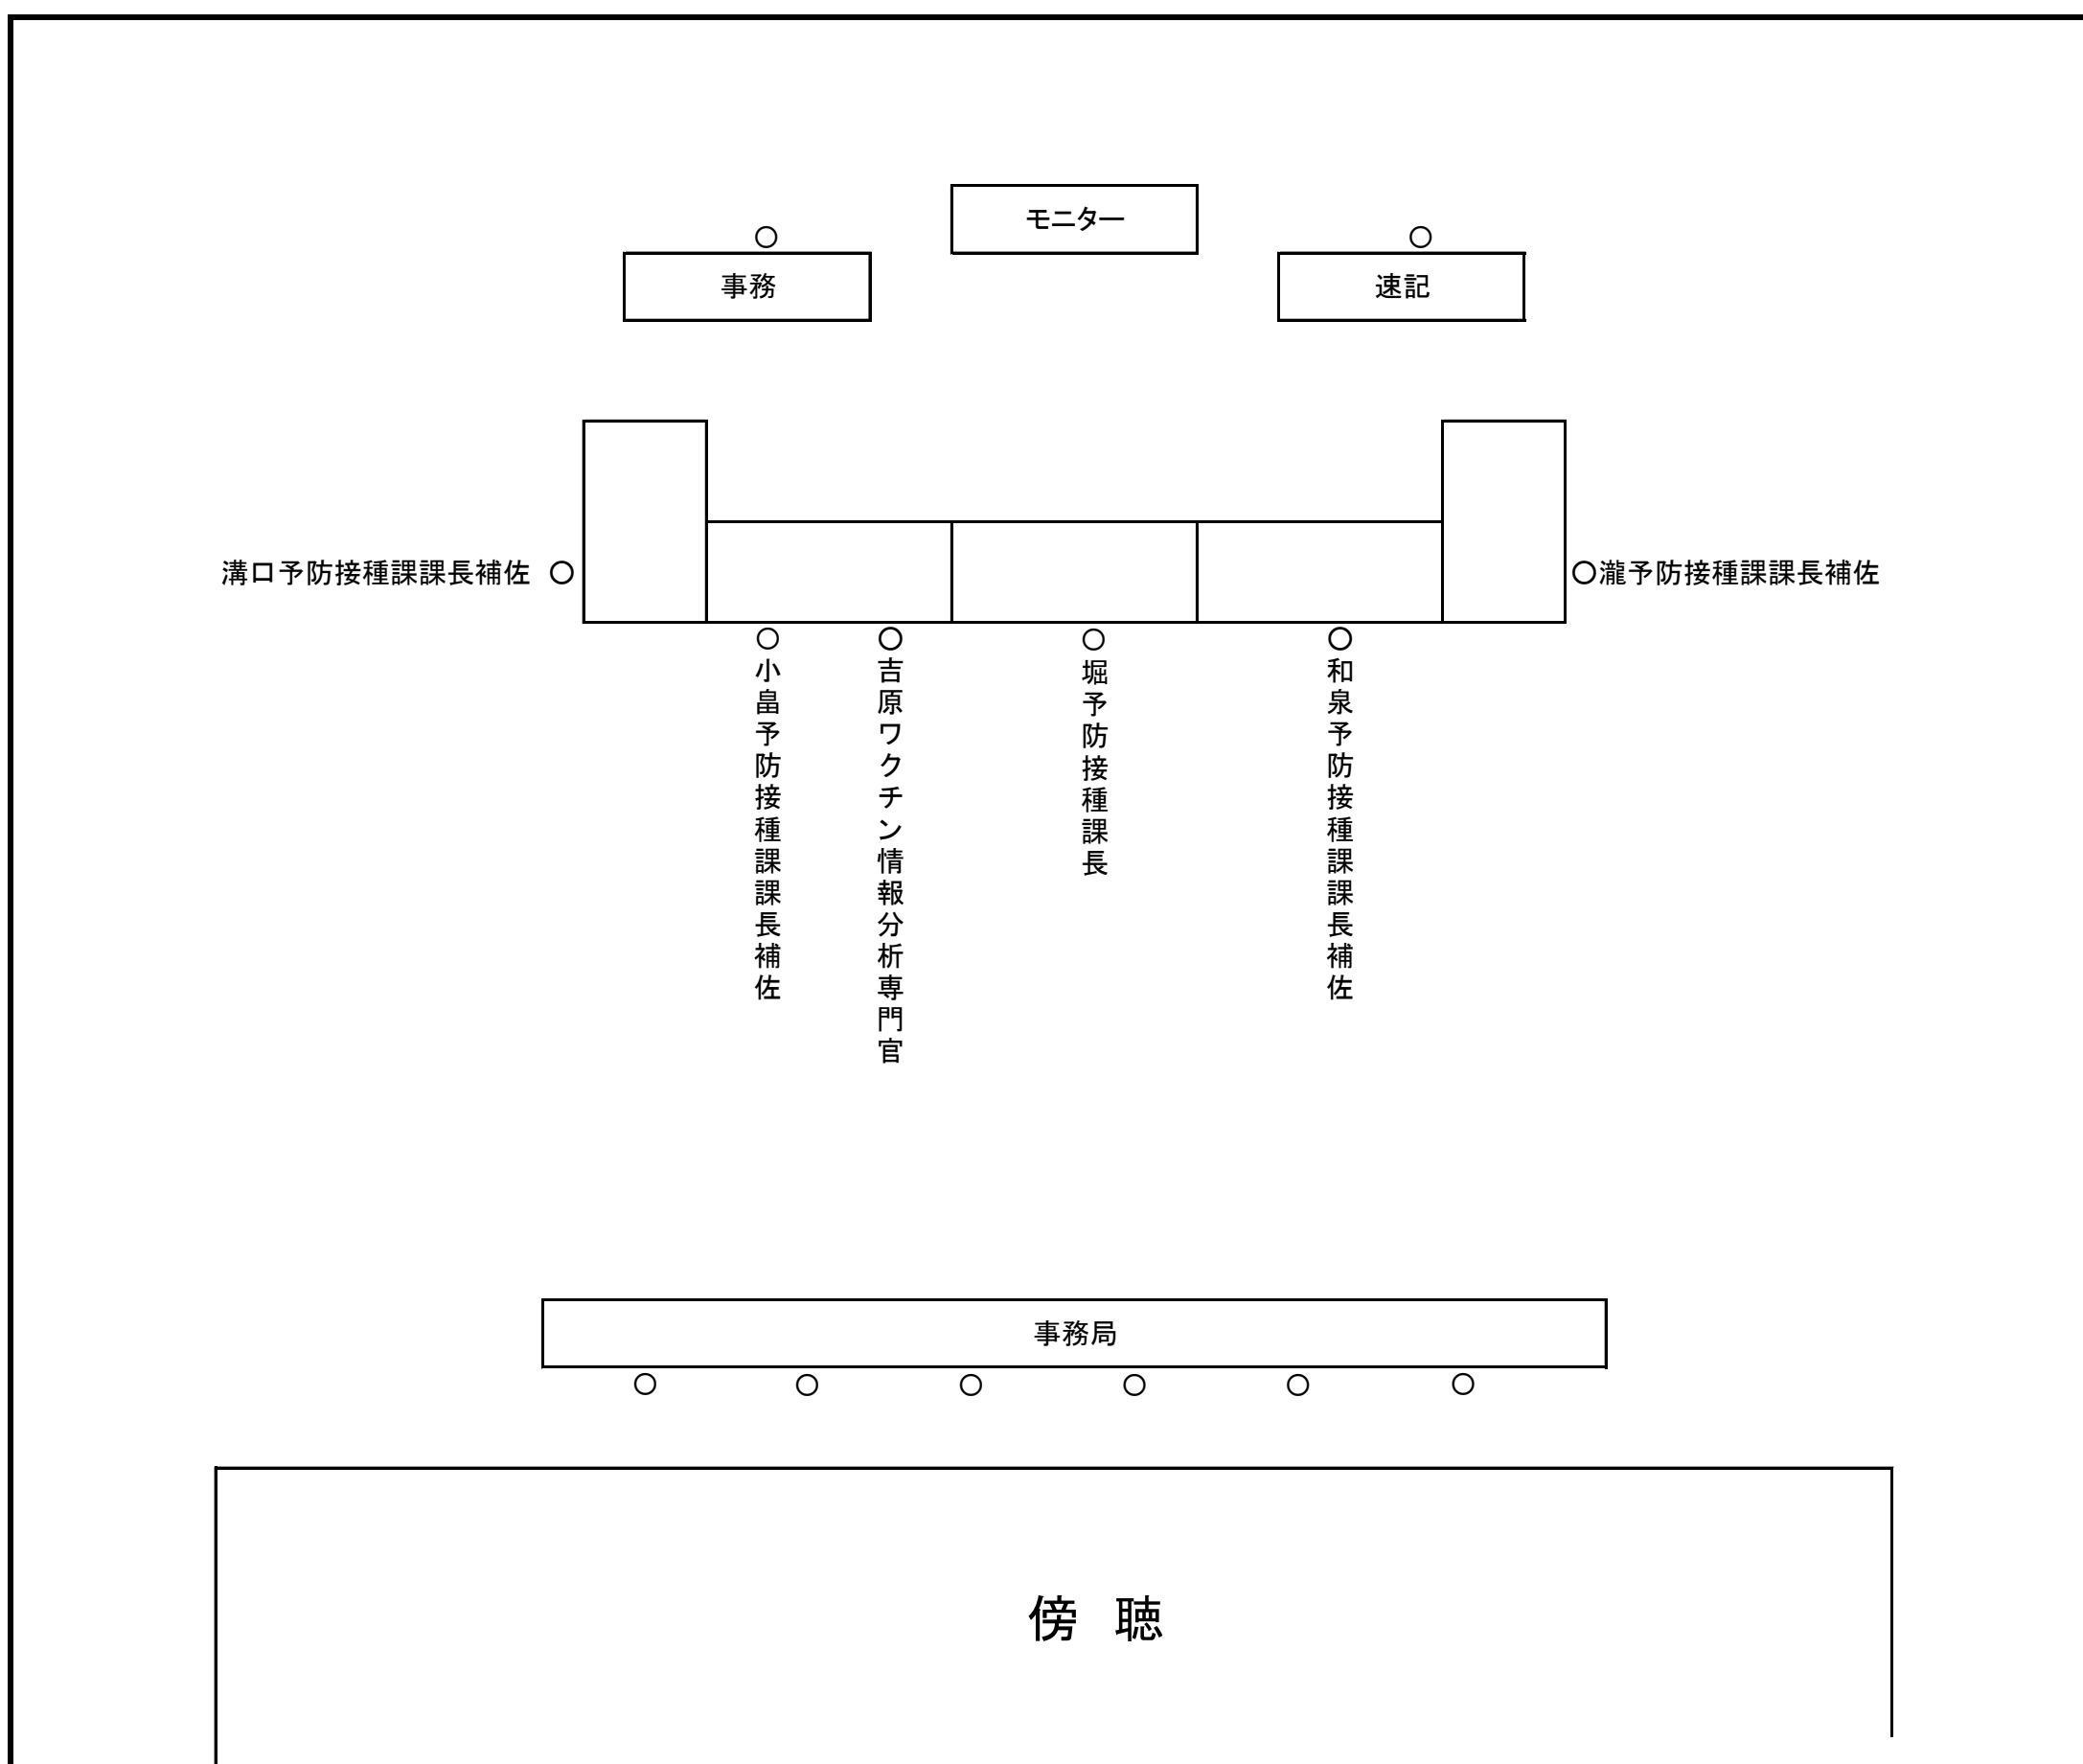 モニター
○
○
事務
速記
溝口予防接種課課長補佐 ○
○瀧予防接種課課長補佐
○小畠予防接種課課長補佐
○吉原ワクチン情報分析専門官
○堀予防接種課長
○和泉予防接種課課長補佐
事務局
○ ○ ○ ○ ○ ○
傍 聴